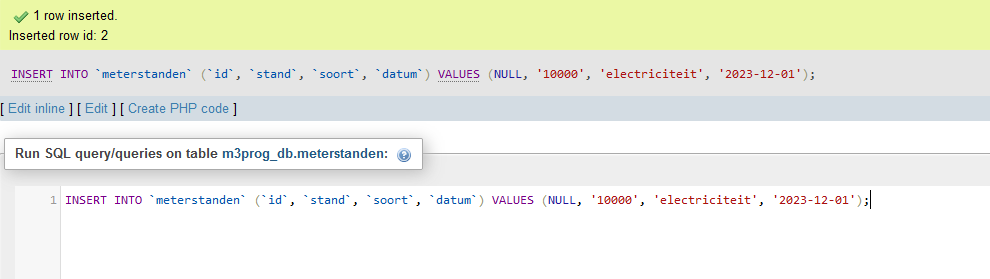 1 row inserted.
Inserted row id: 2
INSERT INTO `meterstanden` (`id`, `stand`, `soort`, `datum`) VALUES (NULL, '10000', 'electriciteit', '2023-12-01');
[ Edit inline ] [ Edit ] [ Create PHP code ]
Run SQL query/queries on table m3prog_db.meterstanden:
1 INSERT INTO `meterstanden` (`id`, `stand`, `soort`, `datum`) VALUES (NULL, '10000', 'electriciteit', '2023-12-01');